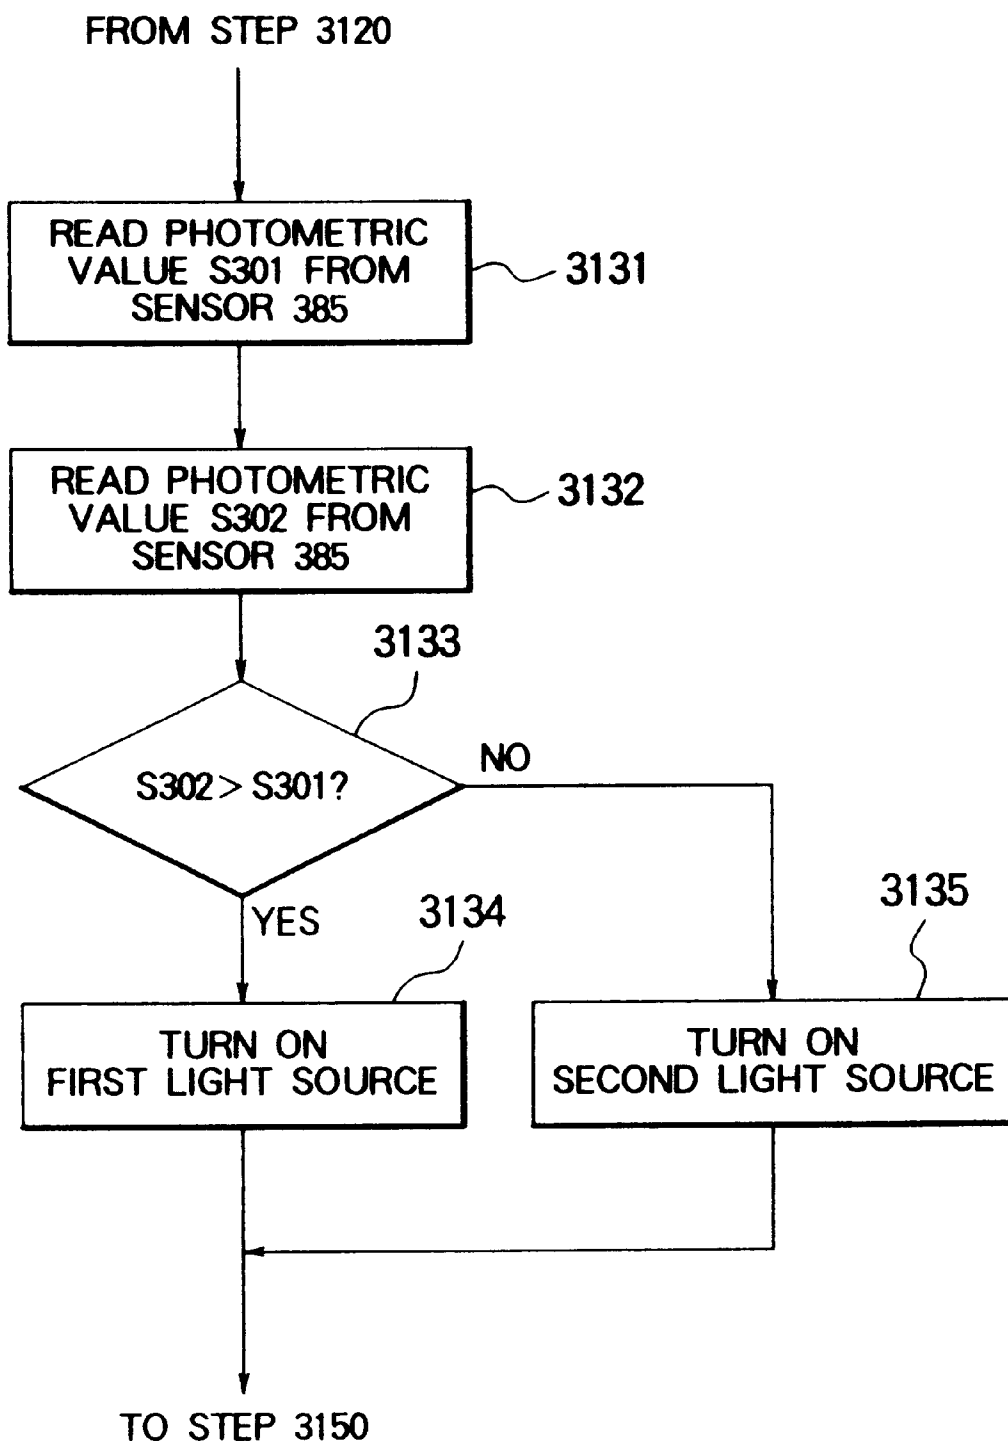 FROM STEP 3120
READ PHOTOMETRIC
VALUE S301 FROM
SENSOR 385
3131
READ PHOTOMETRIC
VALUE S302 FROM
SENSOR 385
3132
3133
S302 > S301?
NO
YES
3134
3135
TURN ON
FIRST LIGHT SOURCE
TURN ON
SECOND LIGHT SOURCE
TO STEP 3150